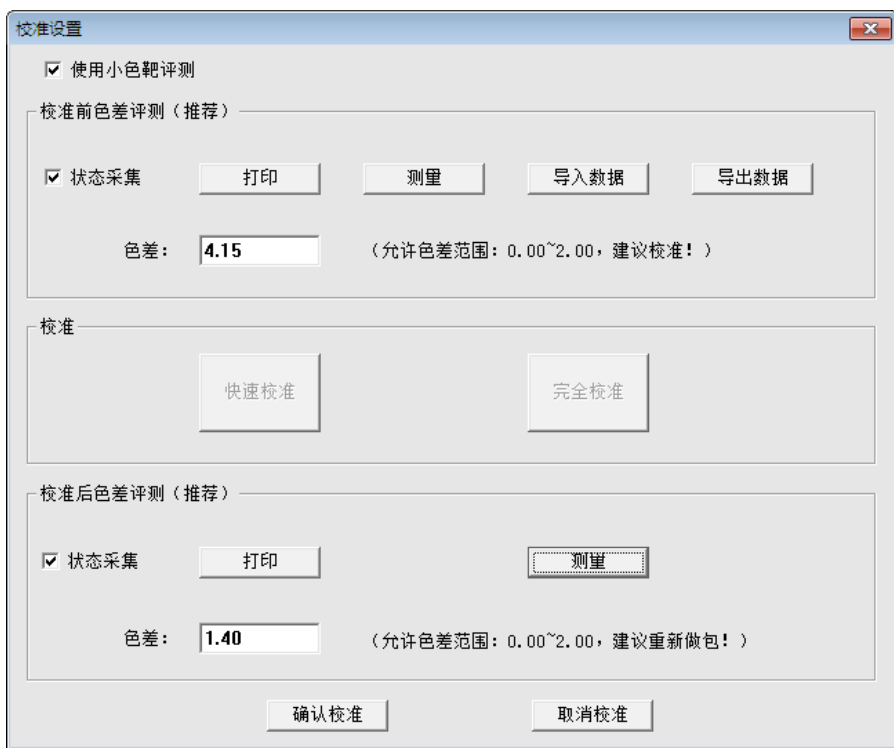 校准设置
使用小色靶评测
校准前色差评测（推荐）
状态采集 打印 测量 导入数据 导出数据
色差： 4.15 （允许色差范围：0.00~2.00，建议校准！）
校准
快速校准 完全校准
校准后色差评测（推荐）
状态采集 打印 测量
色差： 1.40 （允许色差范围：0.00~2.00，建议重新做包！）
确认校准 取消校准